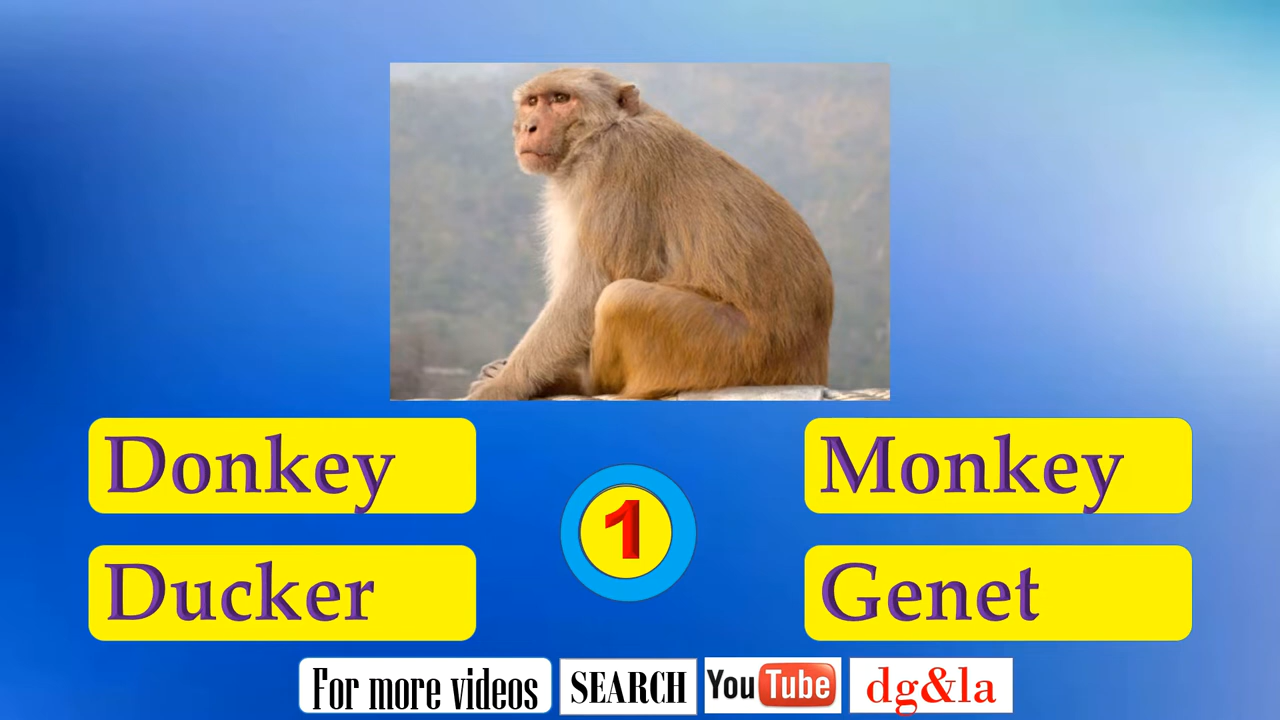 Donkey
Monkey
1
Ducker
Genet
For more videos
SEARCH
YouTube
dg&la